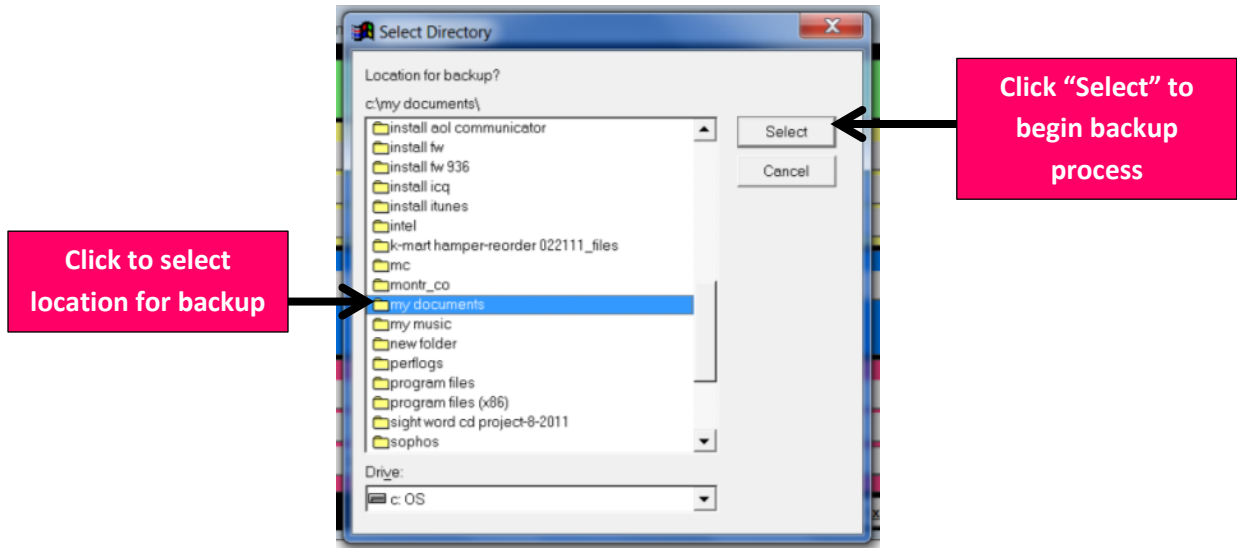 Select Directory
Location for backup?
c:\my documents\
install aol communicator
install fw
install fw 936
install icq
install itunes
intel
k-mart hamper-reorder 022111_files
mc
montr_co
my documents
my music
new folder
perflogs
program files
program files (x86)
sight word cd project-8-2011
sophos
Drive:
c: OS
Select
Cancel
Click to select
location for backup
Click “Select” to
begin backup
process